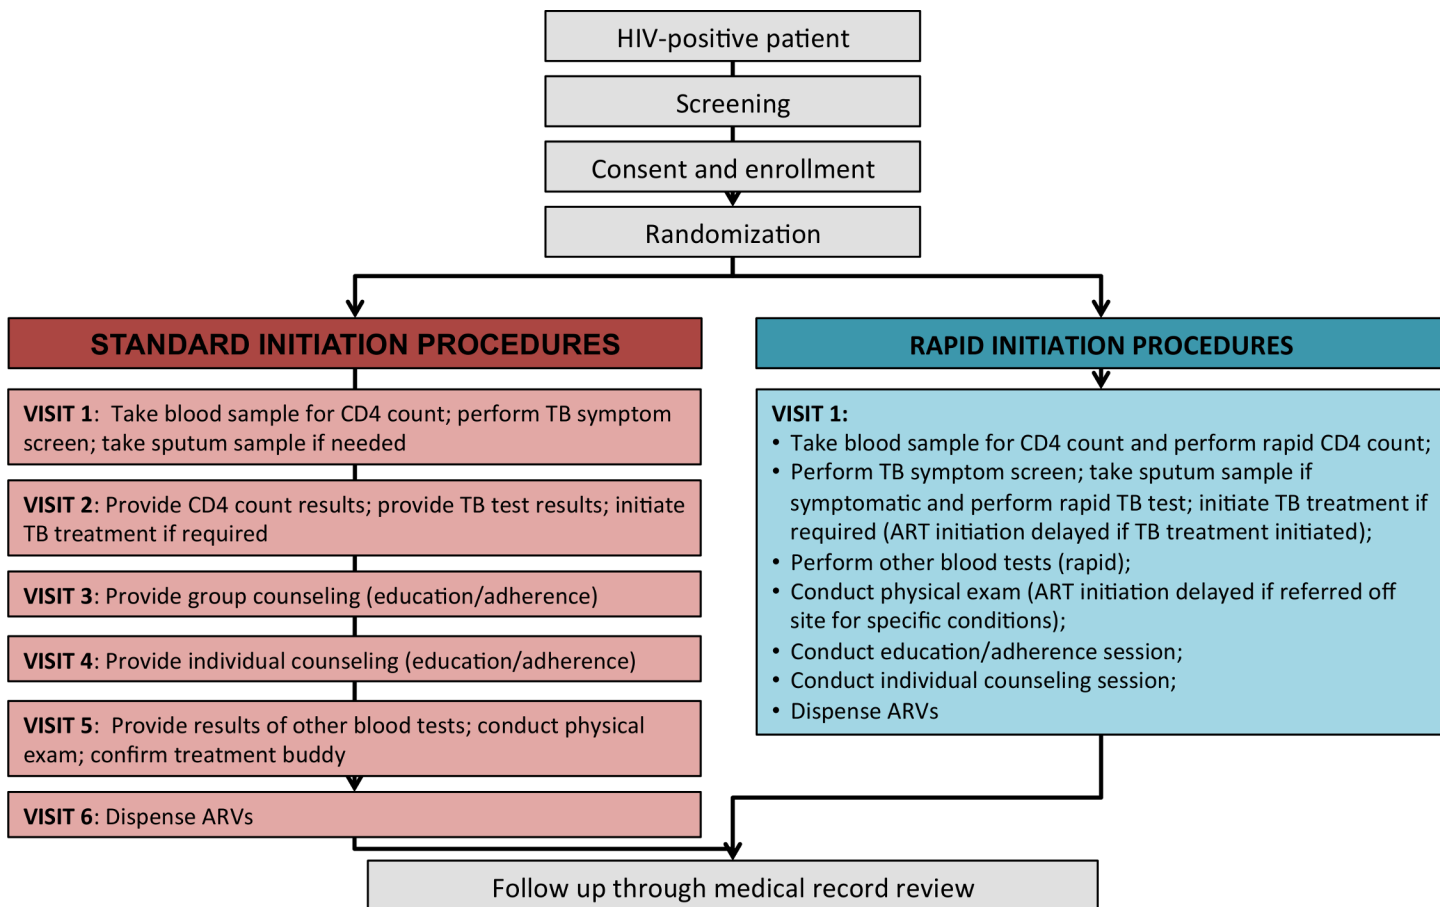 HIV-positive patient
Screening
Consent and enrollment
Randomization
STANDARD INITIATION PROCEDURES
VISIT 1:  Take blood sample for CD4 count; perform TB symptom
screen; take sputum sample if needed
VISIT 2: Provide CD4 count results; provide TB test results; initiate
TB treatment if required
VISIT 3: Provide group counseling (education/adherence)
VISIT 4: Provide individual counseling (education/adherence)
VISIT 5:  Provide results of other blood tests; conduct physical
exam; confirm treatment buddy
VISIT 6: Dispense ARVs
RAPID INITIATION PROCEDURES
VISIT 1:
• Take blood sample for CD4 count and perform rapid CD4 count;
• Perform TB symptom screen; take sputum sample if
symptomatic and perform rapid TB test; initiate TB treatment if
required (ART initiation delayed if TB treatment initiated);
• Perform other blood tests (rapid);
• Conduct physical exam (ART initiation delayed if referred off
site for specific conditions);
• Conduct education/adherence session;
• Conduct individual counseling session;
• Dispense ARVs
Follow up through medical record review